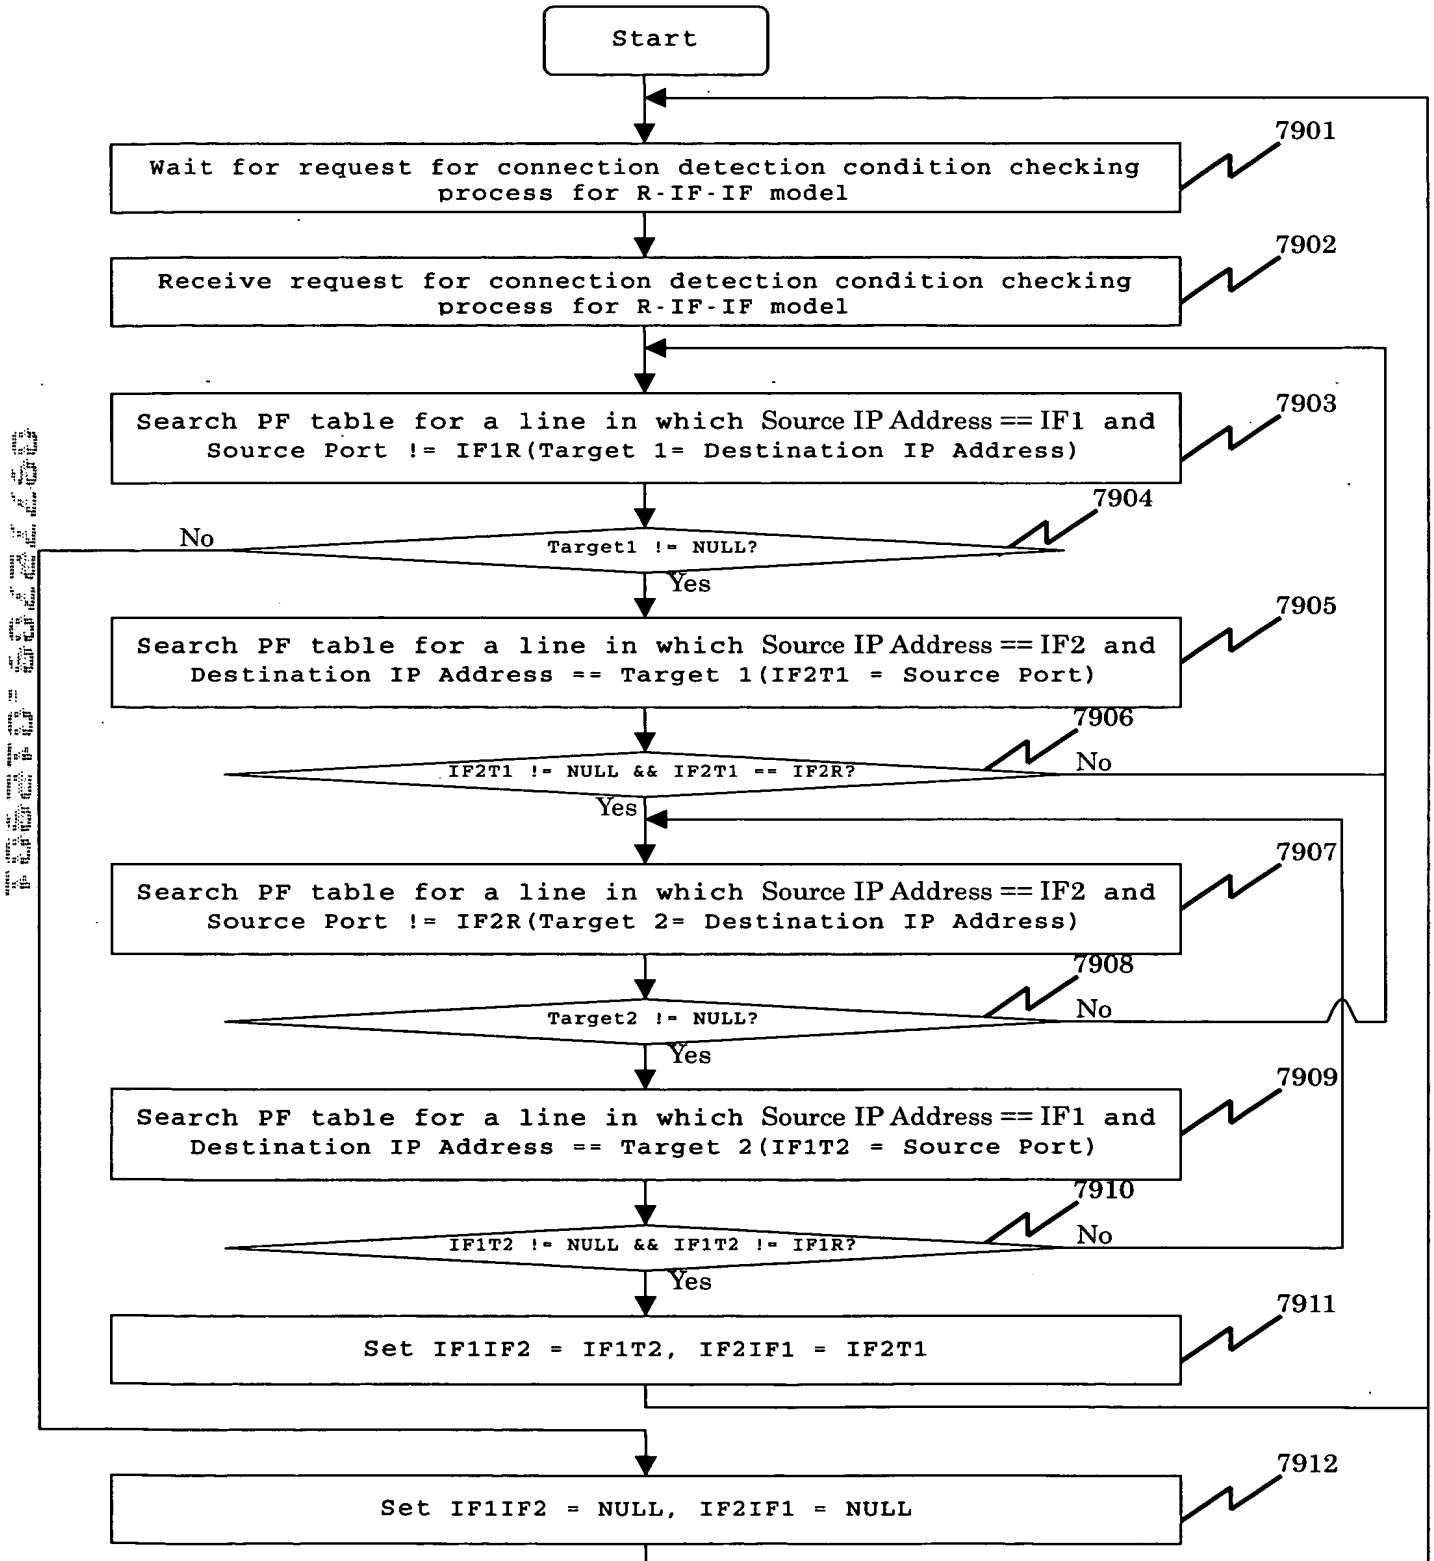 Start
7901
Wait for request for connection detection condition checking
process for R-IF-IF model
7902
Receive request for connection detection condition checking
process for R-IF-IF model
7903
Search PF table for a line in which Source IP Address == IF1 and
Source Port != IF1R(Target 1= Destination IP Address)
7904
No
Target1 != NULL?
Yes
7905
Search PF table for a line in which Source IP Address == IF2 and
Destination IP Address == Target 1(IF2T1 = Source Port)
7906
IF2T1 != NULL && IF2T1 == IF2R?
No
Yes
7907
Search PF table for a line in which Source IP Address == IF2 and
Source Port != IF2R(Target 2= Destination IP Address)
7908
Target2 != NULL?
No
Yes
7909
Search PF table for a line in which Source IP Address == IF1 and
Destination IP Address == Target 2(IF1T2 = Source Port)
7910
IF1T2 != NULL && IF1T2 != IF1R?
No
Yes
7911
Set IF1IF2 = IF1T2, IF2IF1 = IF2T1
7912
Set IF1IF2 = NULL, IF2IF1 = NULL